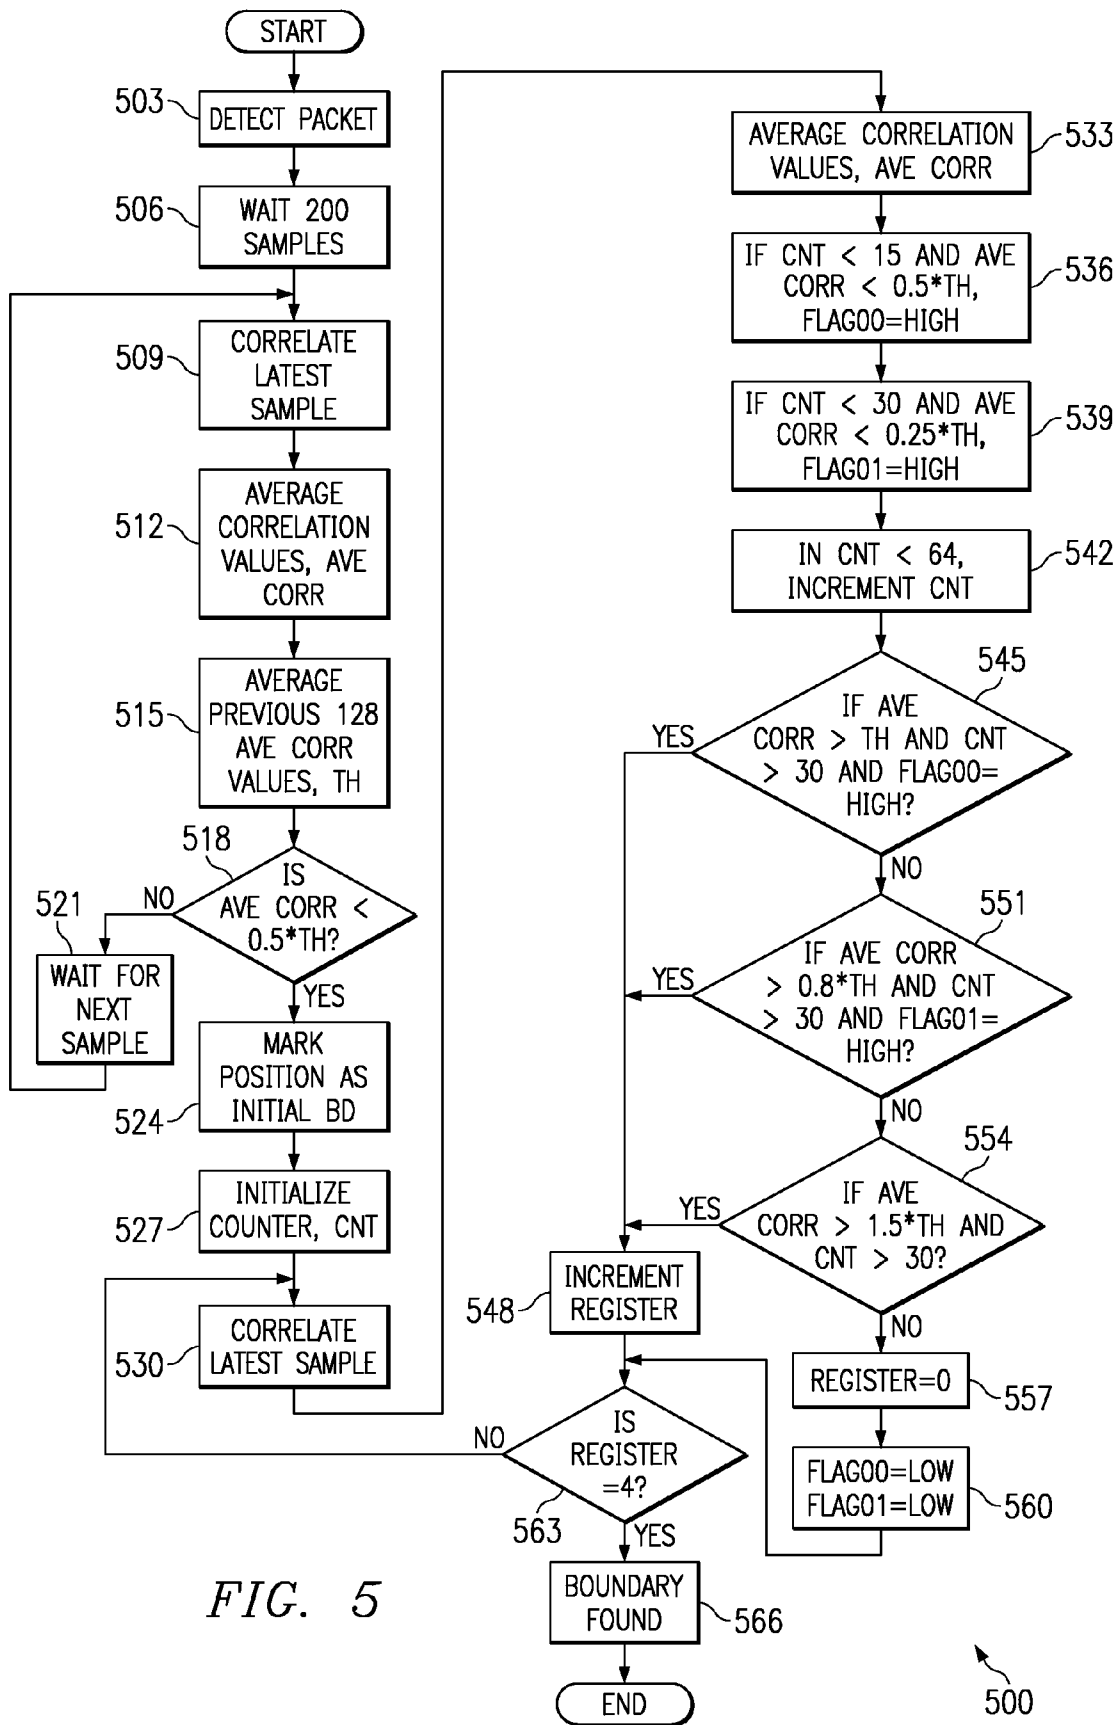 START
503
DETECT PACKET
506
WAIT 200
SAMPLES
509
CORRELATE
LATEST
SAMPLE
512
AVERAGE
CORRELATION
VALUES, AVE
CORR
515
AVERAGE
PREVIOUS 128
AVE CORR
VALUES, TH
518
IS
AVE CORR <
0.5*TH?
NO
521
WAIT FOR
NEXT
SAMPLE
YES
MARK
POSITION AS
INITIAL BD
524
INITIALIZE
COUNTER, CNT
527
CORRELATE
LATEST SAMPLE
530
AVERAGE CORRELATION
VALUES, AVE CORR
533
IF CNT < 15 AND AVE
CORR < 0.5*TH,
FLAG00=HIGH
536
IF CNT < 30 AND AVE
CORR < 0.25*TH,
FLAG01=HIGH
539
IN CNT < 64,
INCREMENT CNT
542
545
IF AVE
CORR > TH AND CNT
> 30 AND FLAG00=
HIGH?
YES
NO
551
IF AVE CORR
> 0.8*TH AND CNT
> 30 AND FLAG01=
HIGH?
YES
NO
554
IF AVE
CORR > 1.5*TH AND
CNT > 30?
YES
NO
INCREMENT
REGISTER
548
REGISTER=0
557
FLAG00=LOW
FLAG01=LOW
560
IS
REGISTER
=4?
NO
563
YES
BOUNDARY
FOUND
566
END
FIG. 5
500